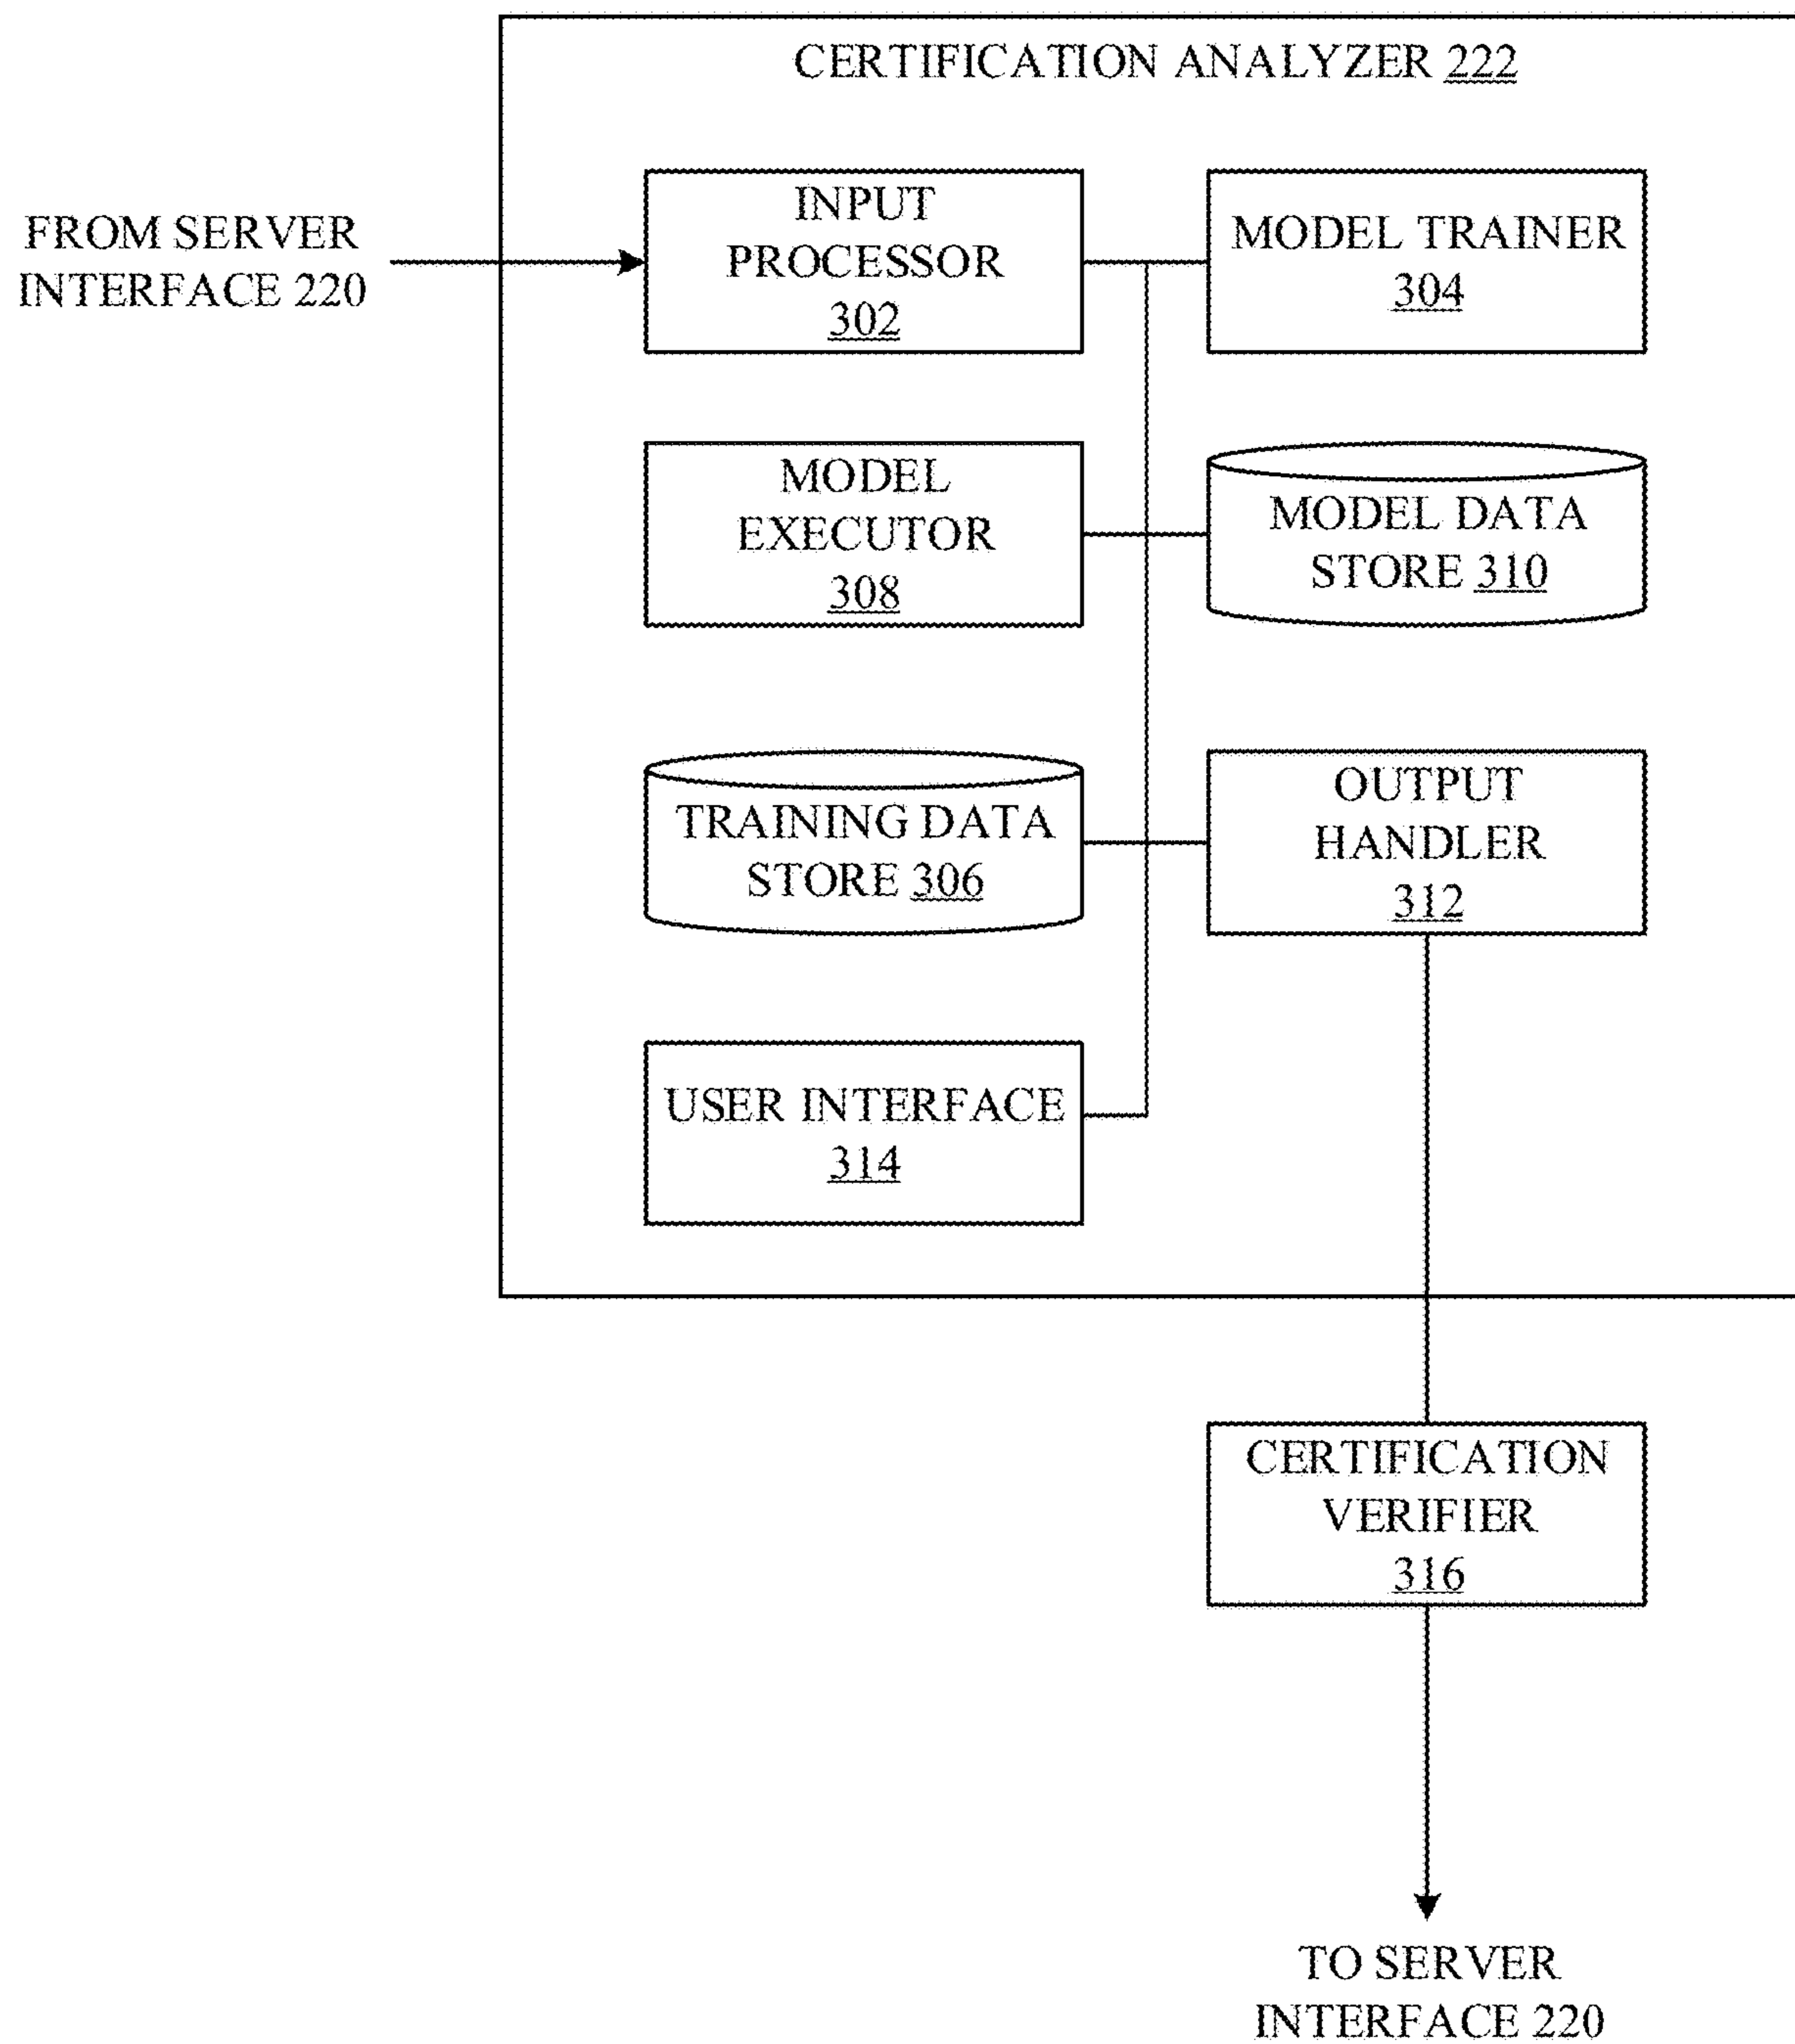 CERTIFICATION ANALYZER 222
FROM SERVER
INTERFACE 220
INPUT
PROCESSOR
302
MODEL TRAINER
304
MODEL
EXECUTOR
308
MODEL DATA
STORE 310
TRAINING DATA
STORE 306
OUTPUT
HANDLER
312
USER INTERFACE
314
CERTIFICATION
VERIFIER
316
TO SERVER
INTERFACE 220